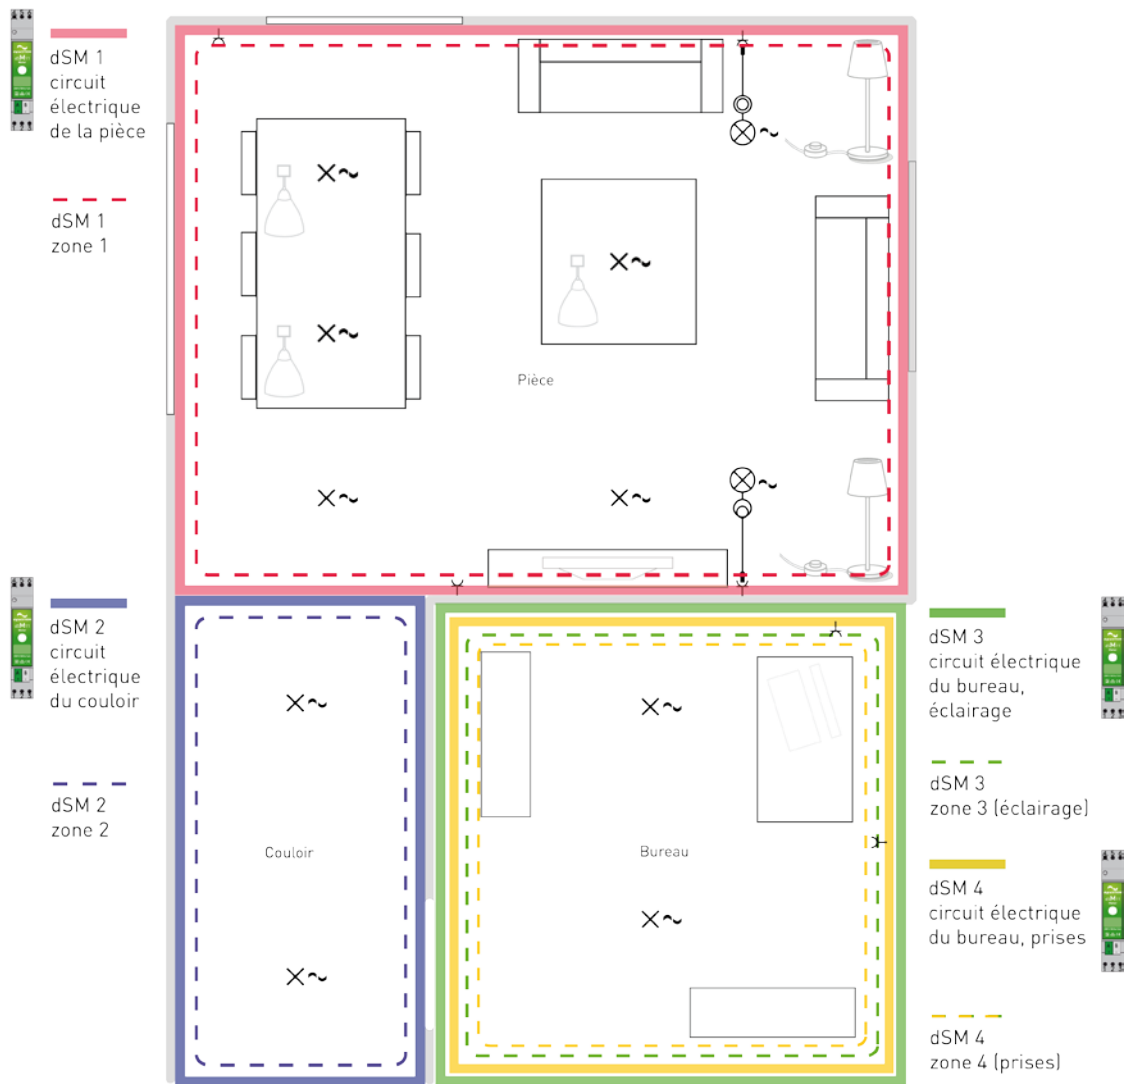 dSM 1
circuit
électrique
de la pièce
dSM 1
zone 1
Pièce
dSM 2
circuit
électrique
du couloir
dSM 2
zone 2
Couloir
Bureau
dSM 3
circuit électrique
du bureau,
éclairage
dSM 3
zone 3 (éclairage)
dSM 4
circuit électrique
du bureau, prises
dSM 4
zone 4 (prises)